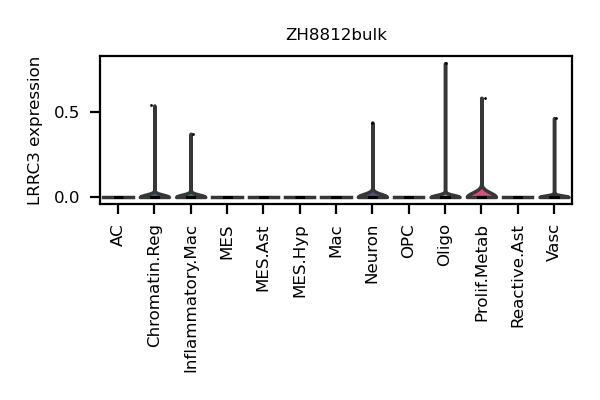 ZH8812bulk
LRRC3 expression
0.5
0.0
AC
Chromatin.Reg
Inflammatory.Mac
MES
MES.Ast
MES.Hyp
Mac
Neuron
OPC
Oligo
Prolif.Metab
Reactive.Ast
Vasc